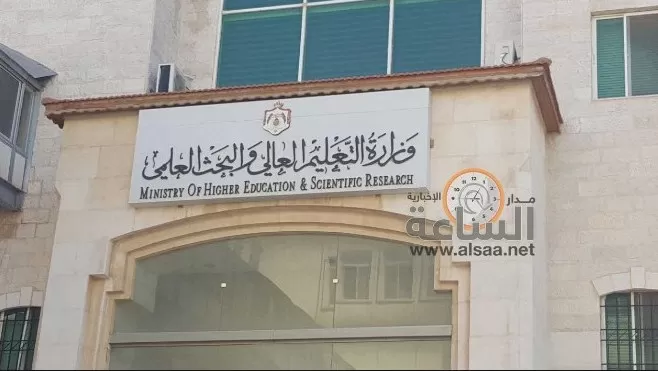 وزارة التعليم العالي والبحث العلمي
MINISTRY OF HIGHER EDUCATION & SCIENTIFIC RESEARCH
مدار
الإخبارية
الساعة
www.alsaa.net